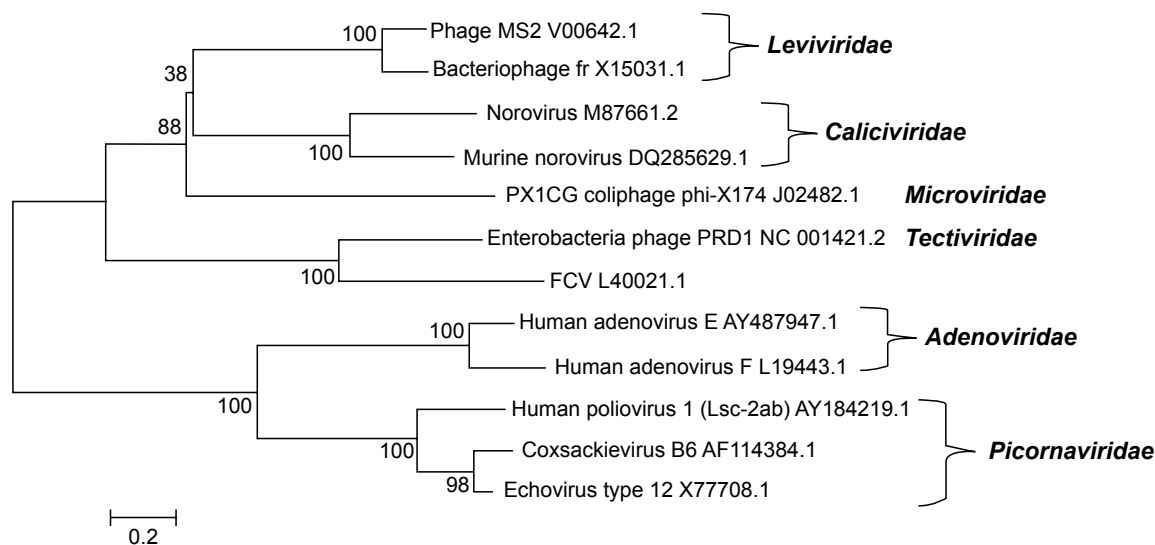 100
Phage MS2 V00642.1
Leviviridae
Bacteriophage fr X15031.1
38
Norovirus M87661.2
88
Caliciviridae
100
Murine norovirus DQ285629.1
PX1CG coliphage phi-X174 J02482.1
Microviridae
Enterobacteria phage PRD1 NC 001421.2
Tectiviridae
100
FCV L40021.1
100
Human adenovirus E AY487947.1
Adenoviridae
Human adenovirus F L19443.1
100
Human poliovirus 1 (Lsc-2ab) AY184219.1
100
Coxsackievirus B6 AF114384.1
Picornaviridae
98
Echovirus type 12 X77708.1
0.2